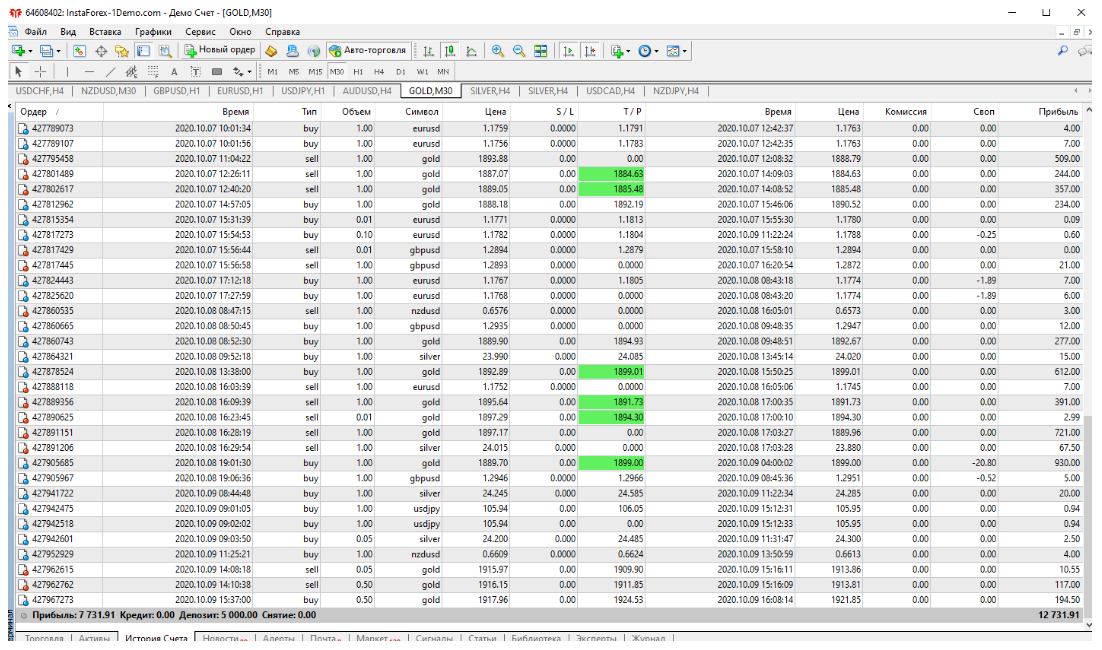 64608402: InstaForex-1Demo.com - Демо Счет - [GOLD,M30]
Файл Вид Вставка Графики Сервис Окно Справка
Новый ордер Авто-торговля
A T M1 M5 M15 M30 H1 H4 D1 W1 MN
USDCHF,H4 NZDUSD,M30 GBPUSD,H1 EURUSD,H1 USDJPY,H1 AUDUSD,H4 GOLD,M30 SILVER,H4 SILVER,H4 USDCAD,H4 NZDJPY,H4
Ордер / Время Тип Объем Символ Цена S / L T / P Время Цена Комиссия Своп Прибыль
427789073 2020.10.07 10:01:34 buy 1.00 eurusd 1.1759 0.0000 1.1791 2020.10.07 12:42:37 1.1763 0.00 0.00 4.00
427789107 2020.10.07 10:01:56 buy 1.00 eurusd 1.1756 0.0000 1.1783 2020.10.07 12:42:35 1.1763 0.00 0.00 7.00
427795458 2020.10.07 11:04:22 sell 1.00 gold 1893.88 0.00 0.00 2020.10.07 12:08:32 1888.79 0.00 0.00 509.00
427801489 2020.10.07 12:26:11 sell 1.00 gold 1887.07 0.00 1884.63 2020.10.07 14:09:03 1884.63 0.00 0.00 244.00
427802617 2020.10.07 12:40:20 sell 1.00 gold 1889.05 0.00 1885.48 2020.10.07 14:08:52 1885.48 0.00 0.00 357.00
427812962 2020.10.07 14:57:05 buy 1.00 gold 1888.18 0.00 1892.19 2020.10.07 15:46:06 1890.52 0.00 0.00 234.00
427815354 2020.10.07 15:31:39 buy 0.01 eurusd 1.1771 0.0000 1.1813 2020.10.07 15:55:30 1.1780 0.00 0.00 0.09
427817273 2020.10.07 15:54:53 buy 0.10 eurusd 1.1782 0.0000 1.1804 2020.10.09 11:22:24 1.1788 0.00 -0.25 0.60
427817429 2020.10.07 15:56:44 sell 0.01 gbpusd 1.2894 0.0000 1.2879 2020.10.07 15:58:10 1.2894 0.00 0.00 0.00
427817445 2020.10.07 15:56:58 sell 1.00 gbpusd 1.2893 0.0000 0.0000 2020.10.07 16:20:54 1.2872 0.00 0.00 21.00
427824443 2020.10.07 17:12:18 buy 1.00 eurusd 1.1767 0.0000 1.1805 2020.10.08 08:43:18 1.1774 0.00 -1.89 7.00
427825620 2020.10.07 17:27:59 buy 1.00 eurusd 1.1768 0.0000 0.0000 2020.10.08 08:43:20 1.1774 0.00 -1.89 6.00
427860535 2020.10.08 08:47:15 sell 1.00 nzdusd 0.6576 0.0000 0.0000 2020.10.08 16:05:01 0.6573 0.00 0.00 3.00
427860665 2020.10.08 08:50:45 buy 1.00 gbpusd 1.2935 0.0000 0.0000 2020.10.08 09:48:35 1.2947 0.00 0.00 12.00
427860743 2020.10.08 08:52:30 buy 1.00 gold 1889.90 0.00 1894.93 2020.10.08 09:48:51 1892.67 0.00 0.00 277.00
427864321 2020.10.08 09:52:18 buy 1.00 silver 23.990 0.000 24.085 2020.10.08 13:45:14 24.020 0.00 0.00 15.00
427878524 2020.10.08 13:38:00 buy 1.00 gold 1892.89 0.00 1899.01 2020.10.08 15:50:25 1899.01 0.00 0.00 612.00
427888118 2020.10.08 16:03:39 sell 1.00 eurusd 1.1752 0.0000 0.0000 2020.10.08 16:05:06 1.1745 0.00 0.00 7.00
427889356 2020.10.08 16:09:39 sell 1.00 gold 1895.64 0.00 1891.73 2020.10.08 17:00:35 1891.73 0.00 0.00 391.00
427890625 2020.10.08 16:23:45 sell 0.01 gold 1897.29 0.00 1894.30 2020.10.08 17:00:10 1894.30 0.00 0.00 2.99
427891151 2020.10.08 16:28:19 sell 1.00 gold 1897.17 0.00 0.00 2020.10.08 17:03:27 1889.96 0.00 0.00 721.00
427891206 2020.10.08 16:29:54 sell 1.00 silver 24.015 0.000 0.000 2020.10.08 17:03:28 23.880 0.00 0.00 67.50
427905685 2020.10.08 19:01:30 buy 1.00 gold 1889.70 0.00 1899.00 2020.10.09 04:00:02 1899.00 0.00 -20.80 930.00
427905967 2020.10.08 19:06:36 buy 1.00 gbpusd 1.2946 0.0000 1.2966 2020.10.09 08:45:36 1.2951 0.00 -0.52 5.00
427941722 2020.10.09 08:44:48 buy 1.00 silver 24.245 0.000 24.585 2020.10.09 11:22:34 24.285 0.00 0.00 20.00
427942475 2020.10.09 09:01:05 buy 1.00 usdjpy 105.94 0.00 106.05 2020.10.09 15:12:31 105.95 0.00 0.00 0.94
427942518 2020.10.09 09:02:02 buy 1.00 usdjpy 105.94 0.00 0.00 2020.10.09 15:12:33 105.95 0.00 0.00 0.94
427942601 2020.10.09 09:03:50 buy 0.05 silver 24.200 0.000 24.485 2020.10.09 11:31:47 24.300 0.00 0.00 2.50
427952929 2020.10.09 11:25:21 buy 1.00 nzdusd 0.6609 0.0000 0.6624 2020.10.09 13:50:59 0.6613 0.00 0.00 4.00
427962615 2020.10.09 14:08:18 sell 0.05 gold 1915.97 0.00 1909.90 2020.10.09 15:16:11 1913.86 0.00 0.00 10.55
427962762 2020.10.09 14:10:38 sell 0.50 gold 1916.15 0.00 1911.85 2020.10.09 15:16:09 1913.81 0.00 0.00 117.00
427967273 2020.10.09 15:37:00 buy 0.50 gold 1917.96 0.00 1924.53 2020.10.09 16:08:14 1921.85 0.00 0.00 194.50
Прибыль: 7 731.91 Кредит: 0.00 Депозит: 5 000.00 Снятие: 0.00 12 731.91
Торговля Активы История Счета Новости Алерты Почта Маркет Сигналы Статьи Библиотека Эксперты Журнал